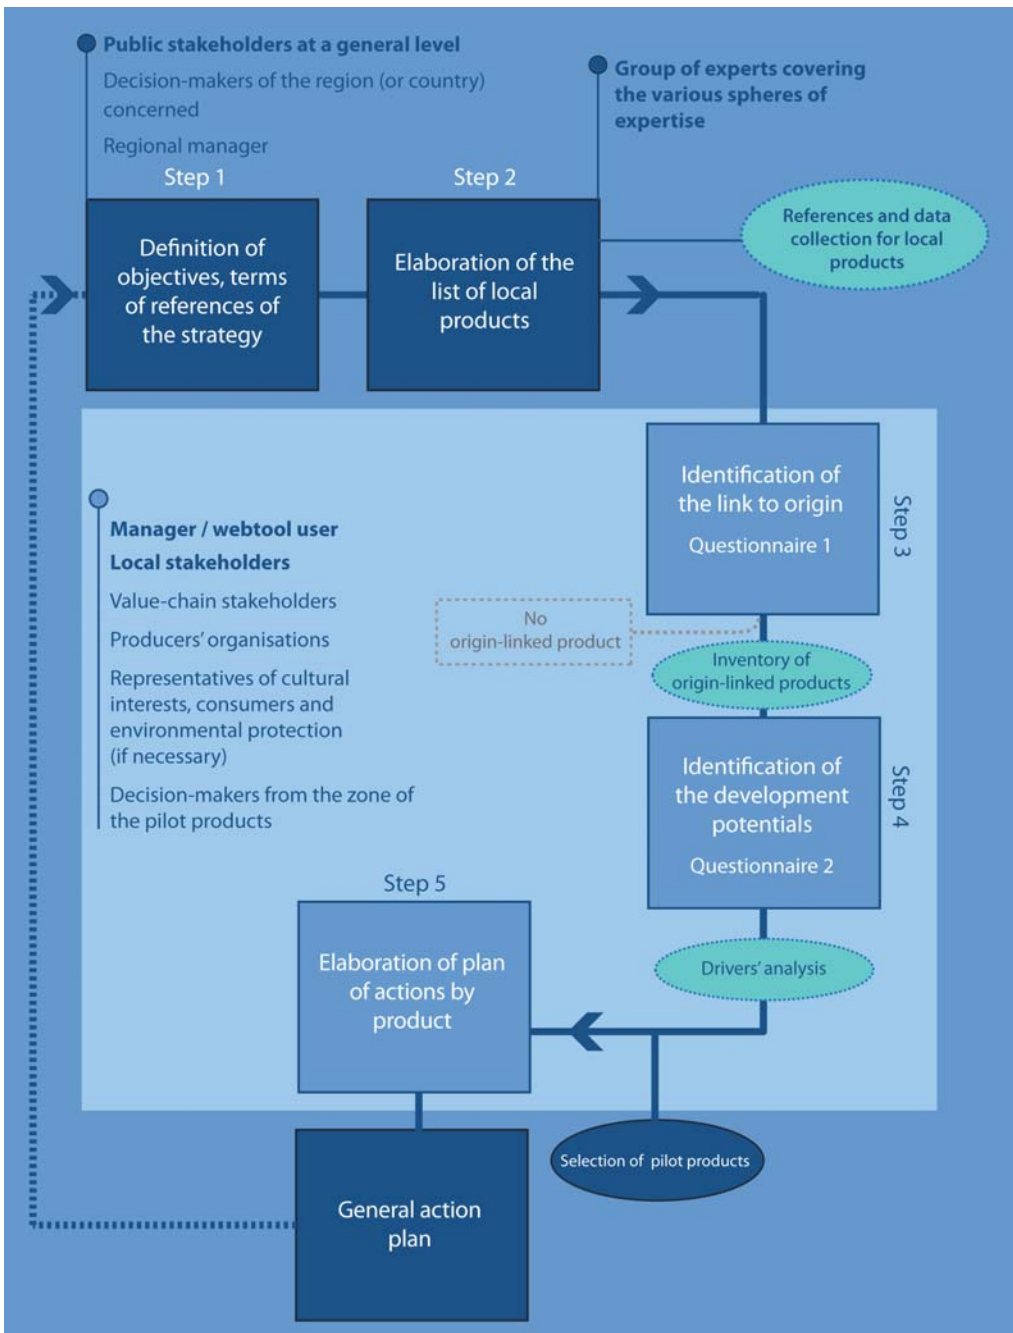 Public stakeholders at a general level
Decision-makers of the region (or country)
concerned
Regional manager
Group of experts covering
the various spheres of
expertise
Step 1
Step 2
Definition of
objectives, terms
of references of
the strategy
Elaboration of the
list of local
products
References and data
collection for local
products
Identification of
the link to origin
Questionnaire 1
Step 3
Manager / webtool user
Local stakeholders
Value-chain stakeholders
Producers' organisations
Representatives of cultural
interests, consumers and
environmental protection
(if necessary)
Decision-makers from the zone of
the pilot products
No
origin-linked product
Inventory of
origin-linked products
Identification of
the development
potentials
Questionnaire 2
Step 4
Step 5
Elaboration of plan
of actions by
product
Drivers' analysis
Selection of pilot products
General action
plan